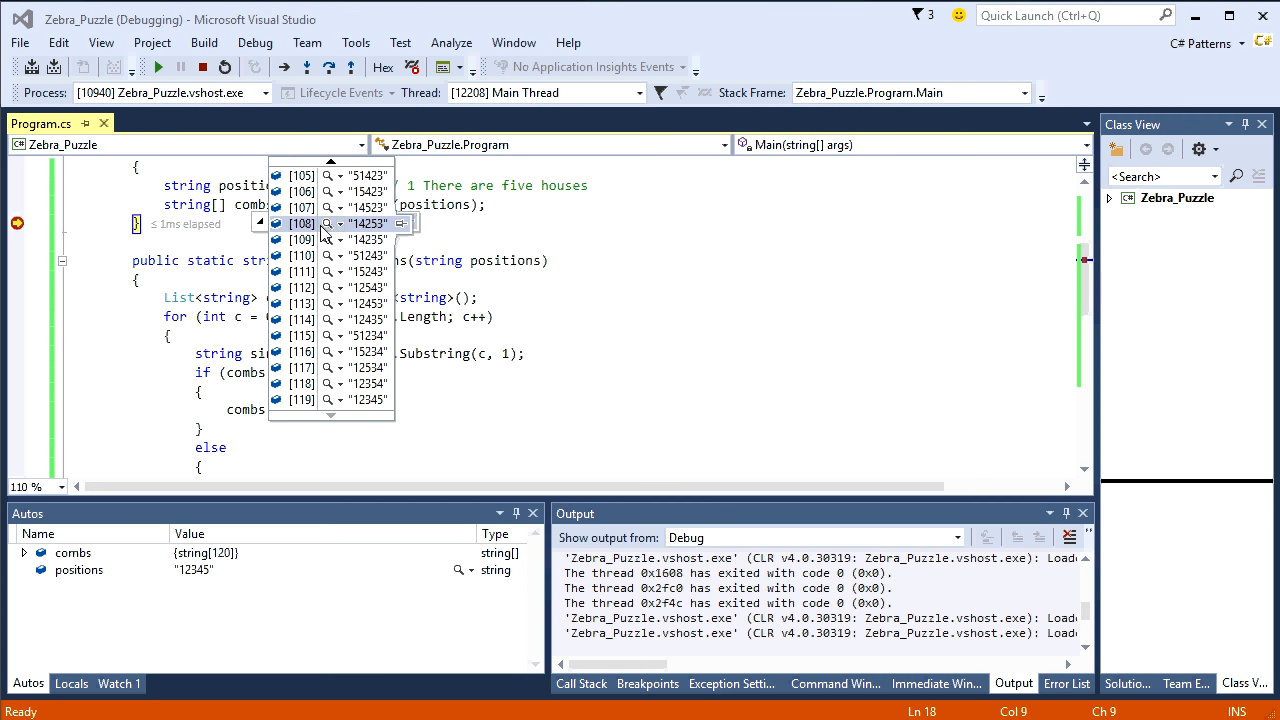 Zebra_Puzzle (Debugging) - Microsoft Visual Studio
3
Quick Launch (Ctrl+Q)
File Edit View Project Build Debug Team Tools Test Analyze Window Help
C# Patterns
Hex
No Application Insights Events
Process: [10940] Zebra_Puzzle.vshost.exe
Lifecycle Events
Thread: [12208] Main Thread
Stack Frame: Zebra_Puzzle.Program.Main
Program.cs
Zebra_Puzzle
Zebra_Puzzle.Program
Main(string[] args)
{
string / 1 There are five houses
string[] positions);
} ≤ 1ms elapsed
public static ns(string positions)
{
List<string> <string>();
for (int c = .Length; c++)
{
string .Substring(c, 1);
if (combs
{
combs
}
else
{
[105] "51423"
[106] "15423"
[107] "14523"
[108] "14253"
[109] "14235"
[110] "51243"
[111] "15243"
[112] "12543"
[113] "12453"
[114] "12435"
[115] "51234"
[116] "15234"
[117] "12534"
[118] "12354"
[119] "12345"
110 %
Class View
<Search>
Zebra_Puzzle
Autos
Name Value Type
combs {string[120]} string[]
positions "12345" string
Autos Locals Watch 1
Output
Show output from: Debug
'Zebra_Puzzle.vshost.exe' (CLR v4.0.30319: Zebra_Puzzle.vshost.exe): Load
The thread 0x1608 has exited with code 0 (0x0).
The thread 0x2fc0 has exited with code 0 (0x0).
The thread 0x2f4c has exited with code 0 (0x0).
'Zebra_Puzzle.vshost.exe' (CLR v4.0.30319: Zebra_Puzzle.vshost.exe): Load
'Zebra_Puzzle.vshost.exe' (CLR v4.0.30319: Zebra_Puzzle.vshost.exe): Load
Call Stack Breakpoints Exception Setti... Command Win... Immediate Win... Output Error List
Solutio... Team E... Class V...
Ready
Ln 18 Col 9 Ch 9 INS